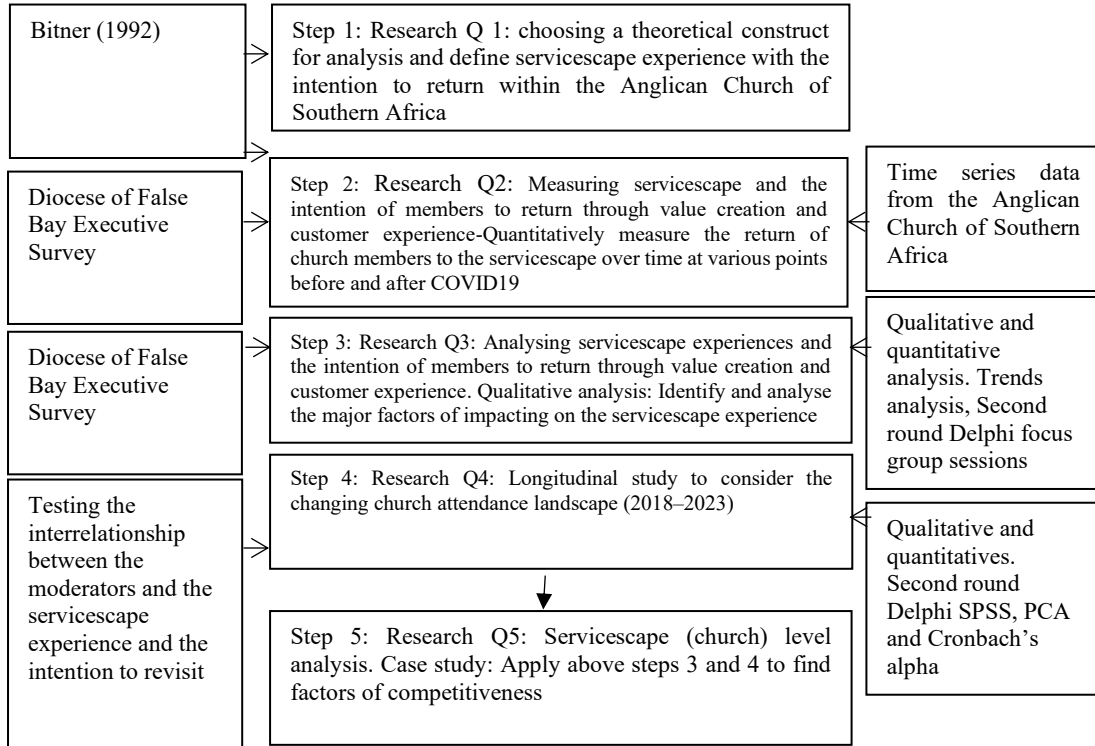 Bitner (1992)
Step 1: Research Q 1: choosing a theoretical construct
for analysis and define servicescape experience with the
intention to return within the Anglican Church of
Southern Africa
Diocese of False
Bay Executive
Survey
Step 2: Research Q2: Measuring servicescape and the
intention of members to return through value creation and
customer experience-Quantitatively measure the return of
church members to the servicescape over time at various points
before and after COVID19
Time series data
from the Anglican
Church of Southern
Africa
Diocese of False
Bay Executive
Survey
Step 3: Research Q3: Analysing servicescape experiences and
the intention of members to return through value creation and
customer experience. Qualitative analysis: Identify and analyse
the major factors of impacting on the servicescape experience
Qualitative and
quantitative
analysis. Trends
analysis, Second
round Delphi focus
group sessions
Testing the
interrelationship
between the
moderators and the
servicescape
experience and the
intention to revisit
Step 4: Research Q4: Longitudinal study to consider the
changing church attendance landscape (2018–2023)
Qualitative and
quantitatives.
Second round
Delphi SPSS, PCA
and Cronbach's
alpha
Step 5: Research Q5: Servicescape (church) level
analysis. Case study: Apply above steps 3 and 4 to find
factors of competitiveness